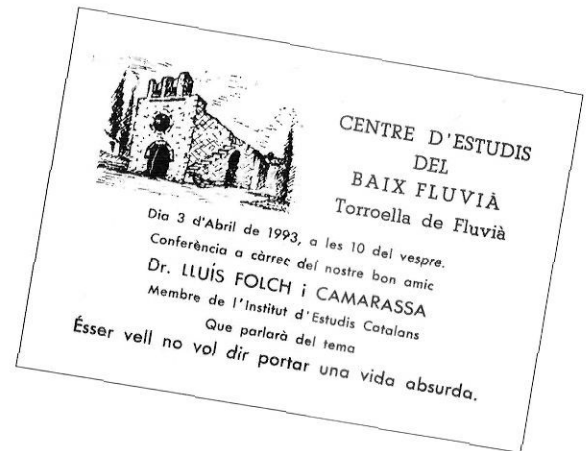 CENTRE D'ESTUDIS
DEL
BAIX FLUVIÀ
Torroella de Fluvià
Dia 3 d'Abril de 1993, a les 10 del vespre.
Conferència a càrrec del nostre bon amic
Dr. LLUÍS FOLCH i CAMARASSA
Membre de l'Institut d'Estudis Catalans
Que parlarà del tema
Ésser vell no vol dir portar una vida absurda.